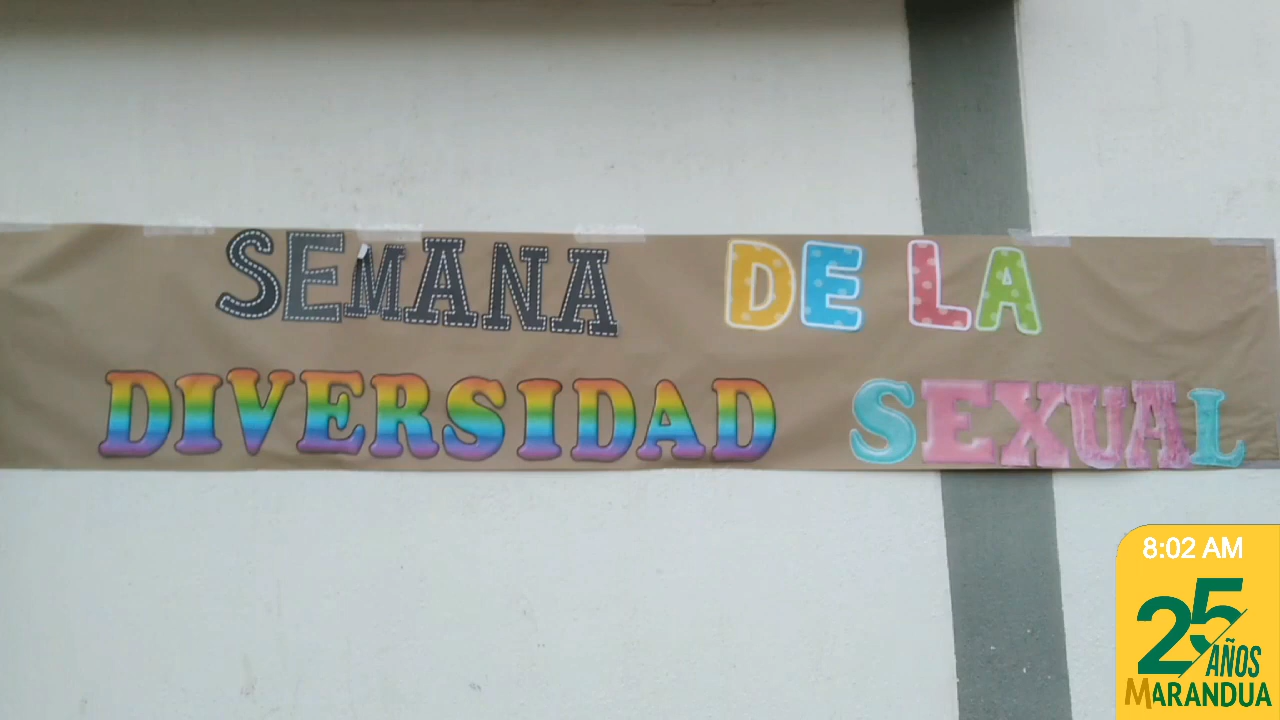 SEMANA DE LA
DIVERSIDAD SEXUAL
8:02 AM
25
AÑOS
MARANDUA